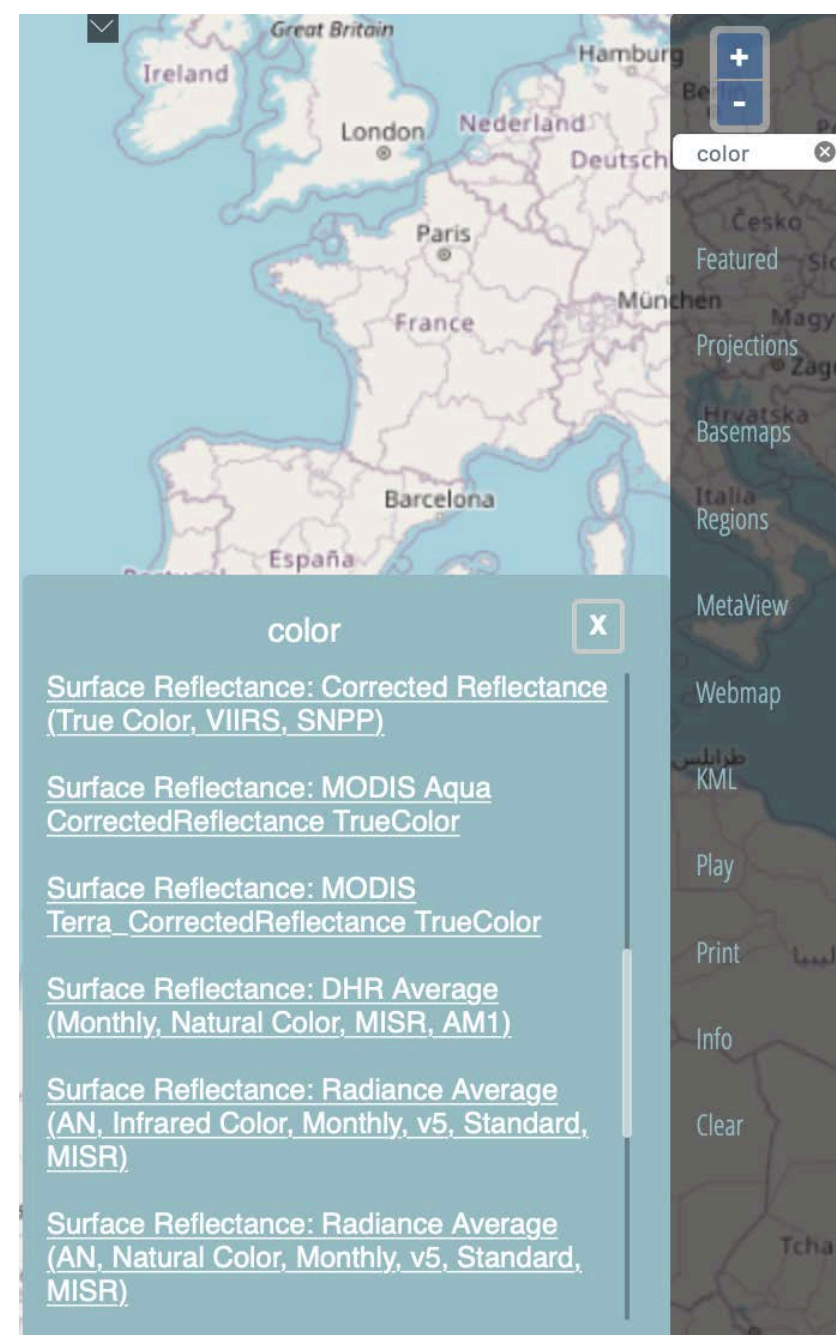 Great Britain
Ireland
Hamburg
London
Nederland
Deutsch
color
Paris
Česko
Featured
München
France
Magy
Projections
Zag
Hrvatska
Basemaps
Barcelona
Italia
Regions
España
MetaView
color
X
Surface Reflectance: Corrected Reflectance
(True Color, VIIRS, SNPP)
Webmap
طرابلس
KML
Surface Reflectance: MODIS Aqua
CorrectedReflectance TrueColor
Play
Surface Reflectance: MODIS
Terra_CorrectedReflectance TrueColor
Print
Surface Reflectance: DHR Average
(Monthly, Natural Color, MISR, AM1)
Info
Surface Reflectance: Radiance Average
(AN, Infrared Color, Monthly, v5, Standard,
MISR)
Clear
Surface Reflectance: Radiance Average
(AN, Natural Color, Monthly, v5, Standard,
MISR)
Tcha